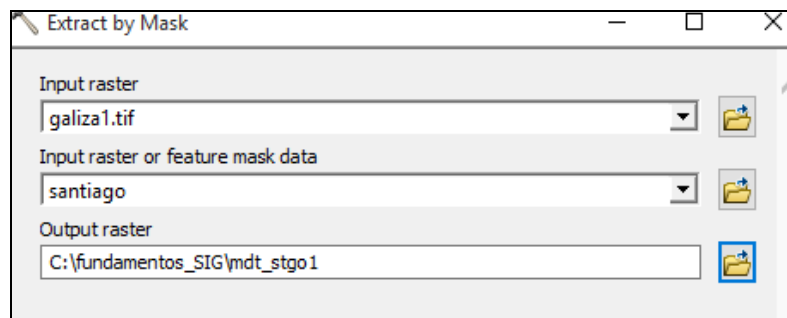 Extract by Mask
Input raster
galiza1.tif
Input raster or feature mask data
santiago
Output raster
C:\fundamentos_SIG\mdt_stgo1